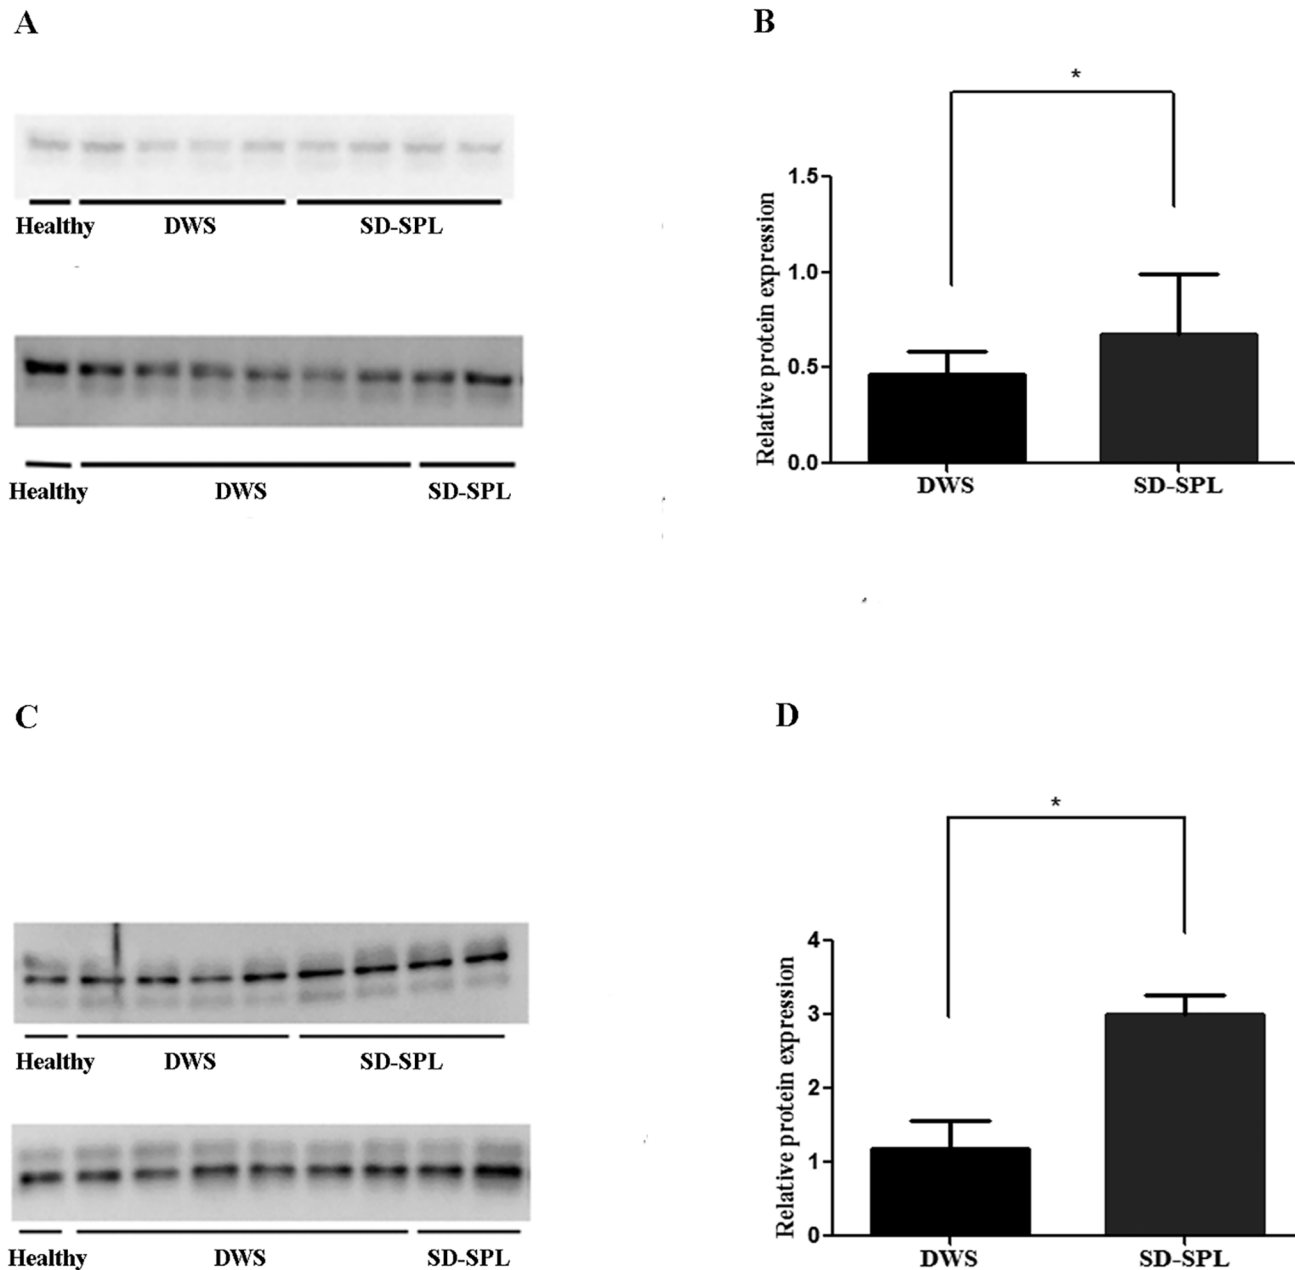 A
Healthy DWS SD-SPL
Healthy DWS SD-SPL
B
*
Relative protein expression
1.5
1.0
0.5
0.0
DWS SD-SPL
C
Healthy DWS SD-SPL
Healthy DWS SD-SPL
D
*
Relative protein expression
4
3
2
1
0
DWS SD-SPL